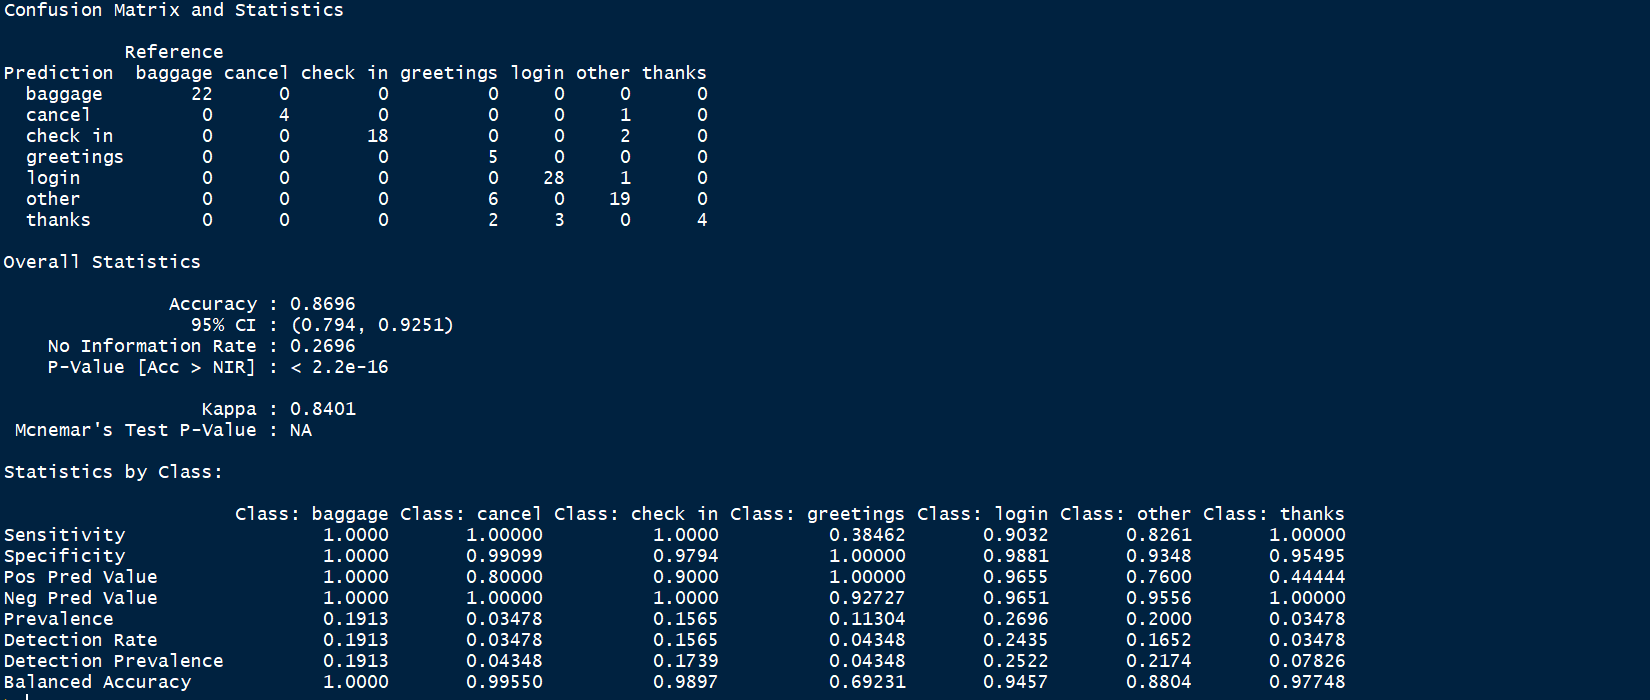 Confusion Matrix and Statistics
Reference
Prediction baggage cancel check in greetings login other thanks
baggage 22 0 0 0 0 0 0
cancel 0 4 0 0 0 1 0
check in 0 0 18 0 0 2 0
greetings 0 0 0 5 0 0 0
login 0 0 0 0 28 1 0
other 0 0 0 6 0 19 0
thanks 0 0 0 2 3 0 4
Overall Statistics
Accuracy : 0.8696
95% CI : (0.794, 0.9251)
No Information Rate : 0.2696
P-Value [Acc > NIR] : < 2.2e-16
Kappa : 0.8401
Mcnemar's Test P-Value : NA
Statistics by Class:
Class: baggage Class: cancel Class: check in Class: greetings Class: login Class: other Class: thanks
Sensitivity 1.0000 1.00000 1.0000 0.38462 0.9032 0.8261 1.00000
Specificity 1.0000 0.99099 0.9794 1.00000 0.9881 0.9348 0.95495
Pos Pred Value 1.0000 0.80000 0.9000 1.00000 0.9655 0.7600 0.44444
Neg Pred Value 1.0000 1.00000 1.0000 0.92727 0.9651 0.9556 1.00000
Prevalence 0.1913 0.03478 0.1565 0.11304 0.2696 0.2000 0.03478
Detection Rate 0.1913 0.03478 0.1565 0.04348 0.2435 0.1652 0.03478
Detection Prevalence 0.1913 0.04348 0.1739 0.04348 0.2522 0.2174 0.07826
Balanced Accuracy 1.0000 0.99550 0.9897 0.69231 0.9457 0.8804 0.97748